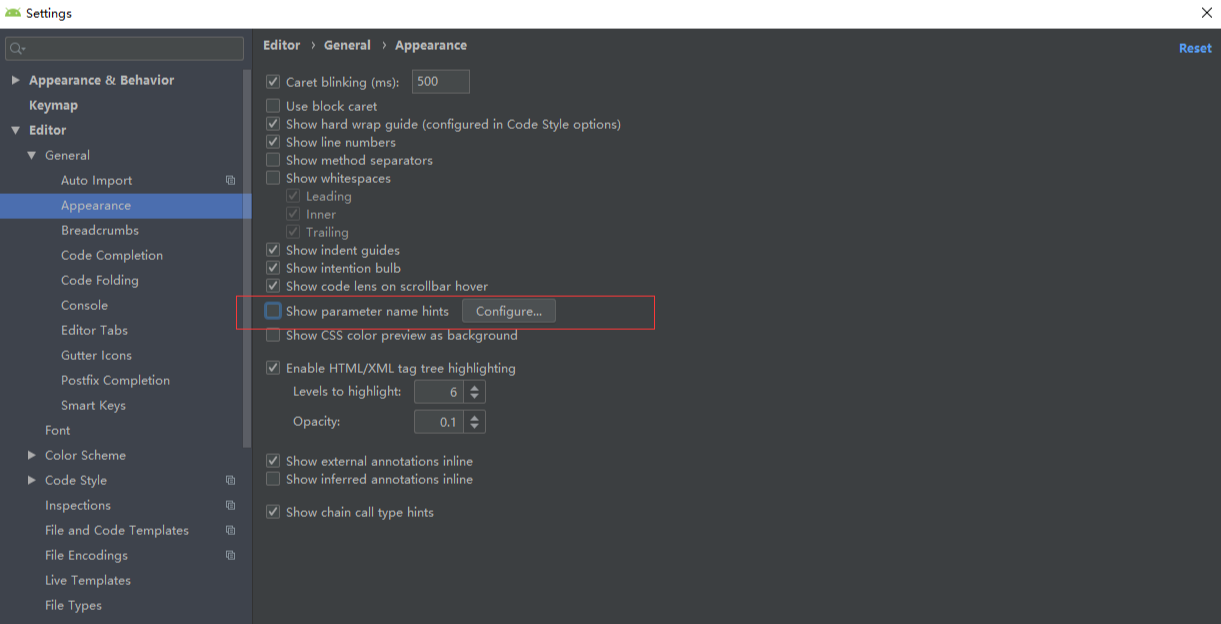 Settings
Appearance & Behavior
Keymap
Editor
General
Auto Import
Appearance
Breadcrumbs
Code Completion
Code Folding
Console
Editor Tabs
Gutter Icons
Postfix Completion
Smart Keys
Font
Color Scheme
Code Style
Inspections
File and Code Templates
File Encodings
Live Templates
File Types
Editor › General › Appearance
Reset
Caret blinking (ms): 500
Use block caret
Show hard wrap guide (configured in Code Style options)
Show line numbers
Show method separators
Show whitespaces
Leading
Inner
Trailing
Show indent guides
Show intention bulb
Show code lens on scrollbar hover
Show parameter name hints Configure...
Show CSS color preview as background
Enable HTML/XML tag tree highlighting
Levels to highlight: 6
Opacity: 0.1
Show external annotations inline
Show inferred annotations inline
Show chain call type hints